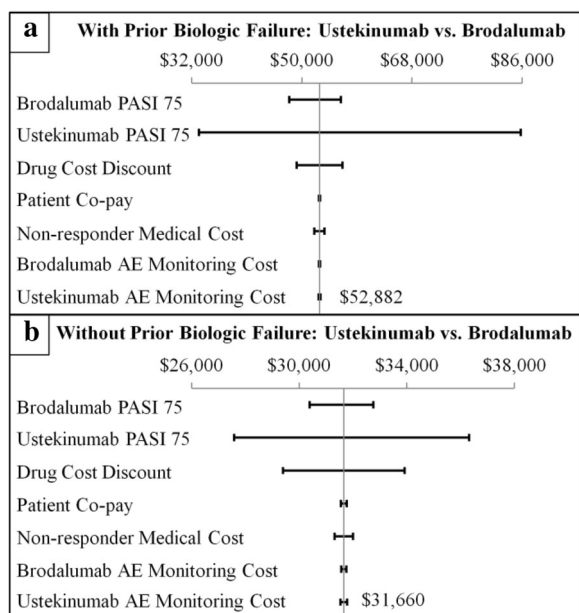 a With Prior Biologic Failure: Ustekinumab vs. Brodalumab
$32,000 $50,000 $68,000 $86,000
Brodalumab PASI 75
Ustekinumab PASI 75
Drug Cost Discount
Patient Co-pay
Non-responder Medical Cost
Brodalumab AE Monitoring Cost
Ustekinumab AE Monitoring Cost $52,882
b Without Prior Biologic Failure: Ustekinumab vs. Brodalumab
$26,000 $30,000 $34,000 $38,000
Brodalumab PASI 75
Ustekinumab PASI 75
Drug Cost Discount
Patient Co-pay
Non-responder Medical Cost
Brodalumab AE Monitoring Cost
Ustekinumab AE Monitoring Cost $31,660